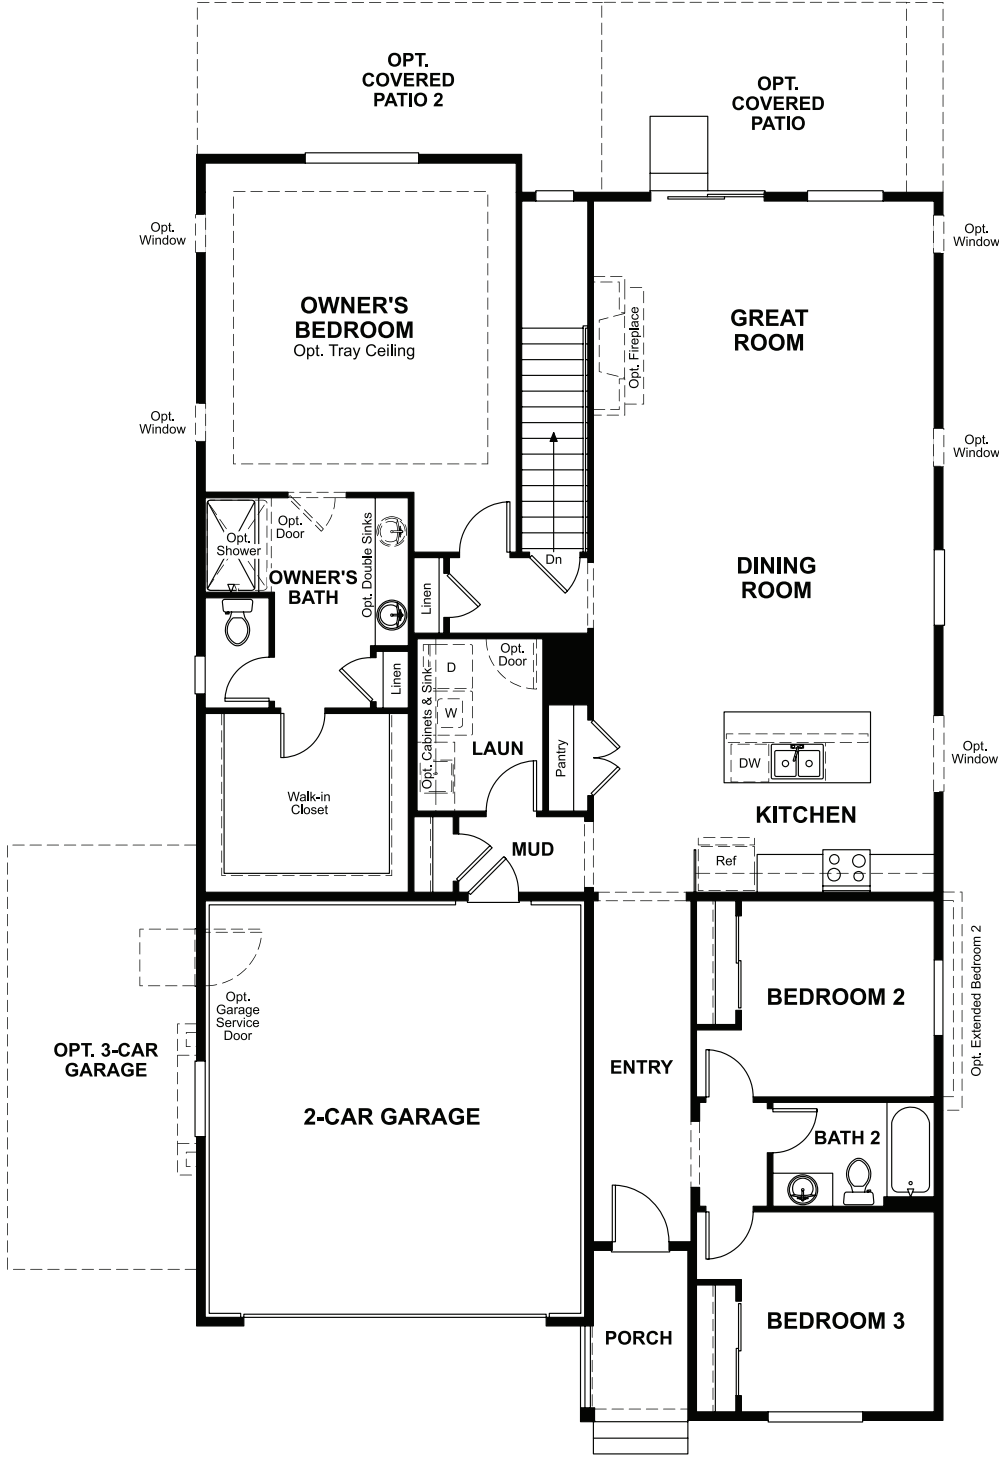 OPT.
COVERED
PATIO 2
OPT.
COVERED
PATIO
Opt.
Window
Opt.
Window
OWNER'S
BEDROOM
Opt. Tray Ceiling
GREAT
ROOM
Opt. Fireplace
Opt.
Window
Opt.
Window
Opt.
Shower
Opt.
Door
Opt. Double Sinks
OWNER'S
BATH
Dn
DINING
ROOM
Linen
Linen
Opt. Cabinets & Sink
D
W
Opt.
Door
LAUN
Pantry
DW
Opt.
Window
KITCHEN
Walk-in
Closet
MUD
Ref
Opt.
Garage
Service
Door
BEDROOM 2
Opt. Extended Bedroom 2
OPT. 3-CAR
GARAGE
ENTRY
2-CAR GARAGE
BATH 2
PORCH
BEDROOM 3